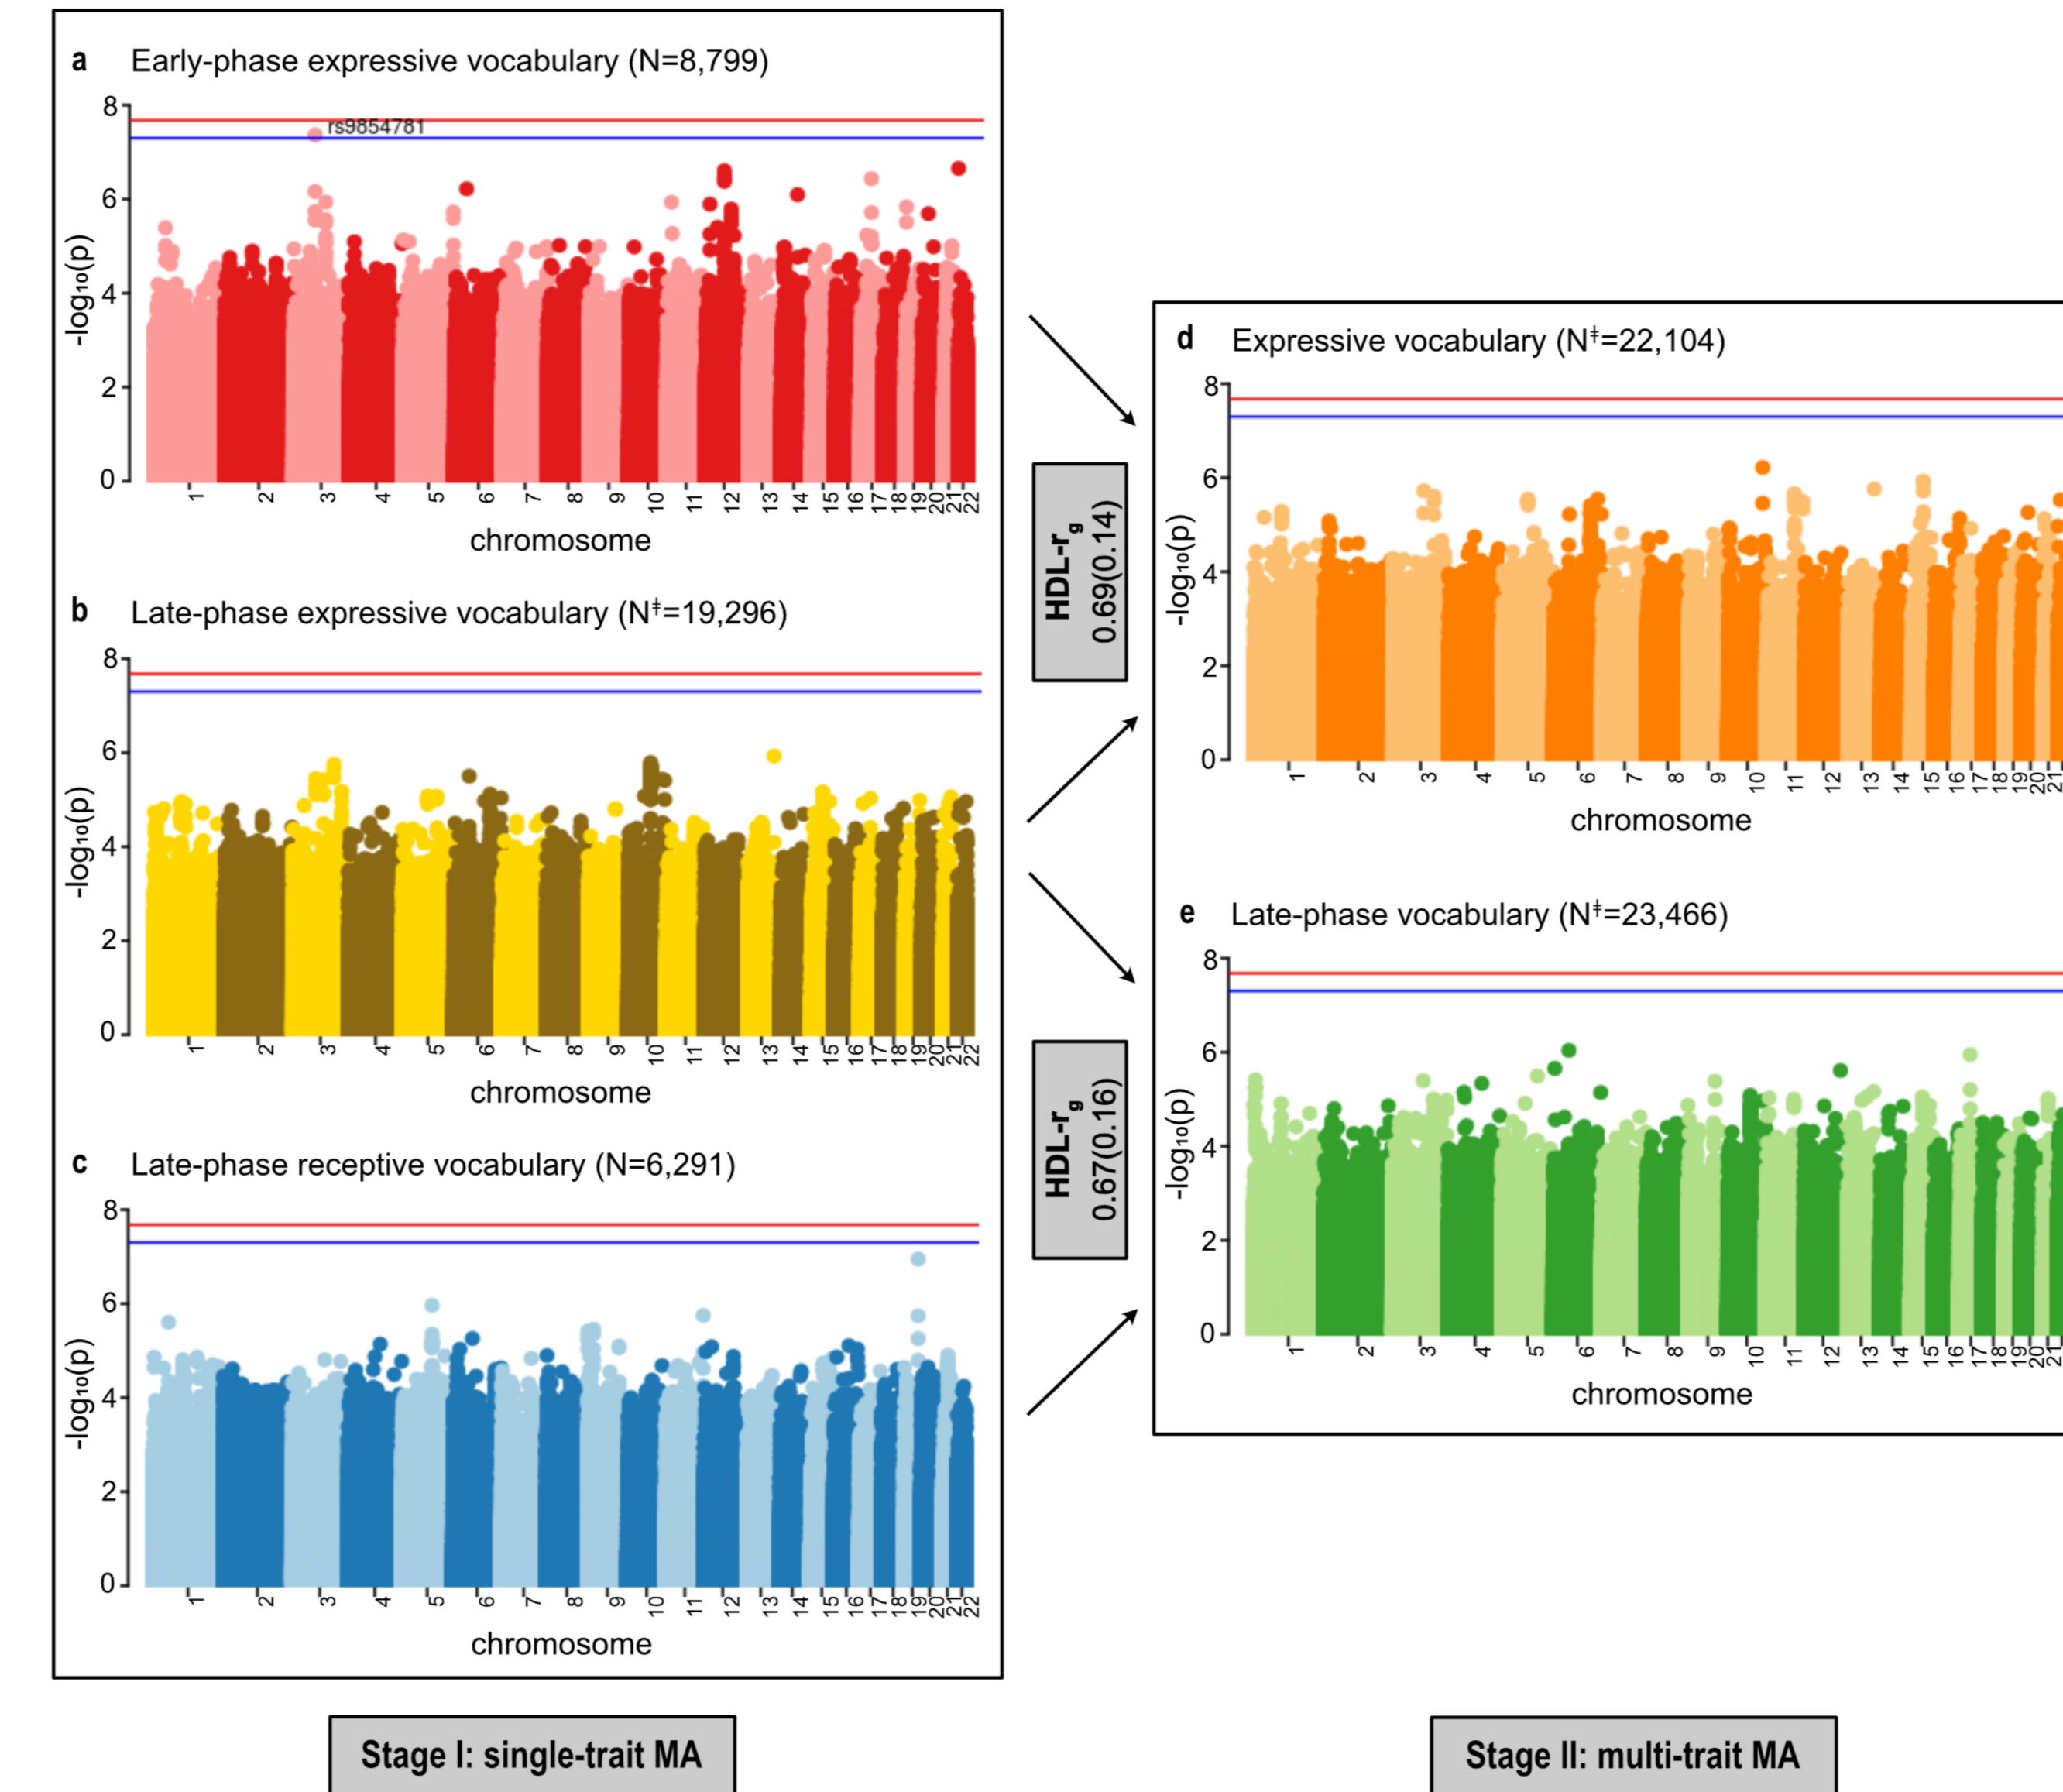 a Early-phase expressive vocabulary (N=8,799)
8
rs9854781
6
4
2
0
-log₁₀(p)
1 2 3 4 5 6 7 8 9 10 11 12 13 14 15 16 17 18 19 20 21 22
chromosome
b Late-phase expressive vocabulary (N‡=19,296)
8
6
4
2
0
-log₁₀(p)
1 2 3 4 5 6 7 8 9 10 11 12 13 14 15 16 17 18 19 20 21 22
chromosome
c Late-phase receptive vocabulary (N=6,291)
8
6
4
2
0
-log₁₀(p)
1 2 3 4 5 6 7 8 9 10 11 12 13 14 15 16 17 18 19 20 21 22
chromosome
Stage I: single-trait MA
HDL-rg
0.69(0.14)
HDL-rg
0.67(0.16)
d Expressive vocabulary (N‡=22,104)
8
6
4
2
0
-log₁₀(p)
1 2 3 4 5 6 7 8 9 10 11 12 13 14 15 16 17 18 19 20 21
chromosome
e Late-phase vocabulary (N‡=23,466)
8
6
4
2
0
-log₁₀(p)
1 2 3 4 5 6 7 8 9 10 11 12 13 14 15 16 17 18 19 20 21
chromosome
Stage II: multi-trait MA